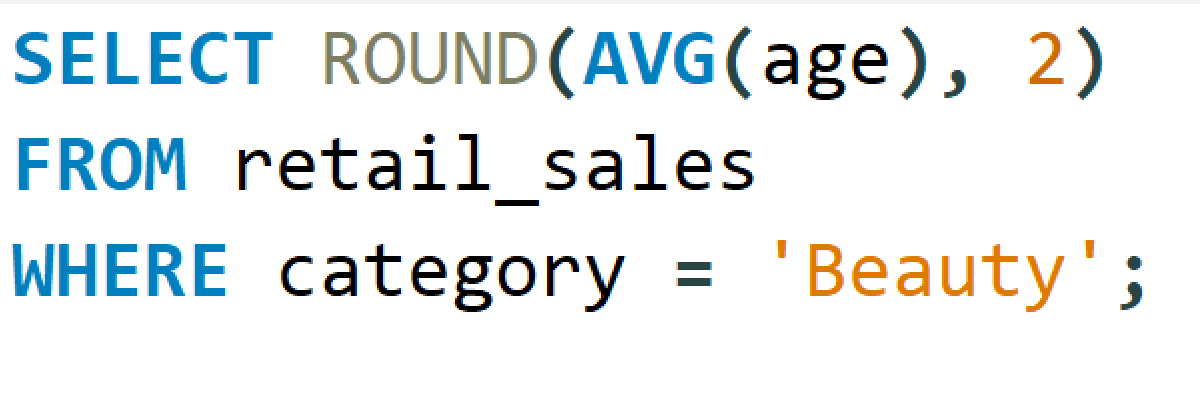 SELECT ROUND(AVG(age), 2)
FROM retail_sales
WHERE category = 'Beauty';